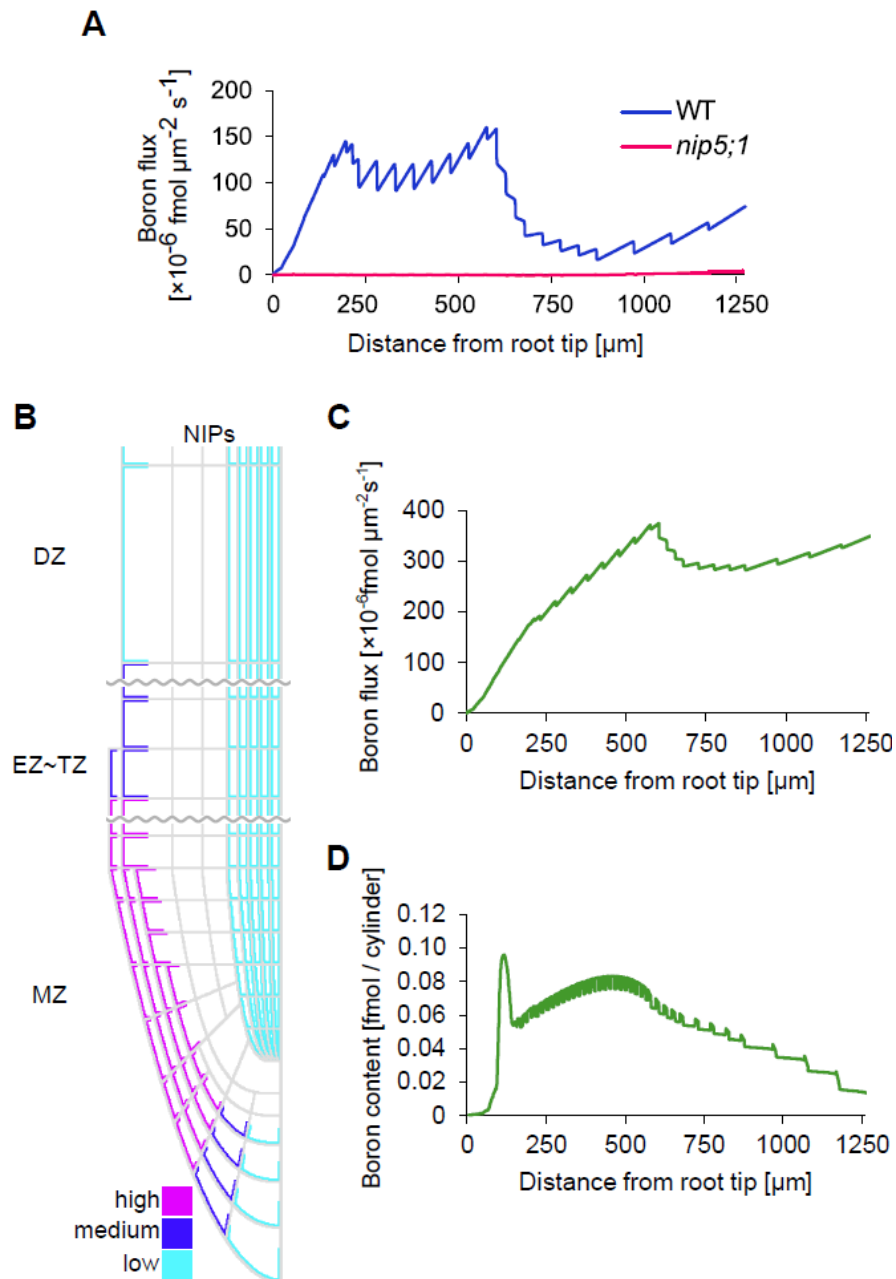 A
Boron flux
[×10⁻⁶ fmol µm⁻² s⁻¹]
200
150
100
50
0
WT
nip5;1
0 250 500 750 1000 1250
Distance from root tip [µm]
B
NIPs
DZ
EZ~TZ
MZ
high
medium
low
C
Boron flux [×10⁻⁶fmol µm⁻²s⁻¹]
400
300
200
100
0
0 250 500 750 1000 1250
Distance from root tip [µm]
D
Boron content [fmol / cylinder]
0.12
0.10
0.08
0.06
0.04
0.02
0
0 250 500 750 1000 1250
Distance from root tip [µm]